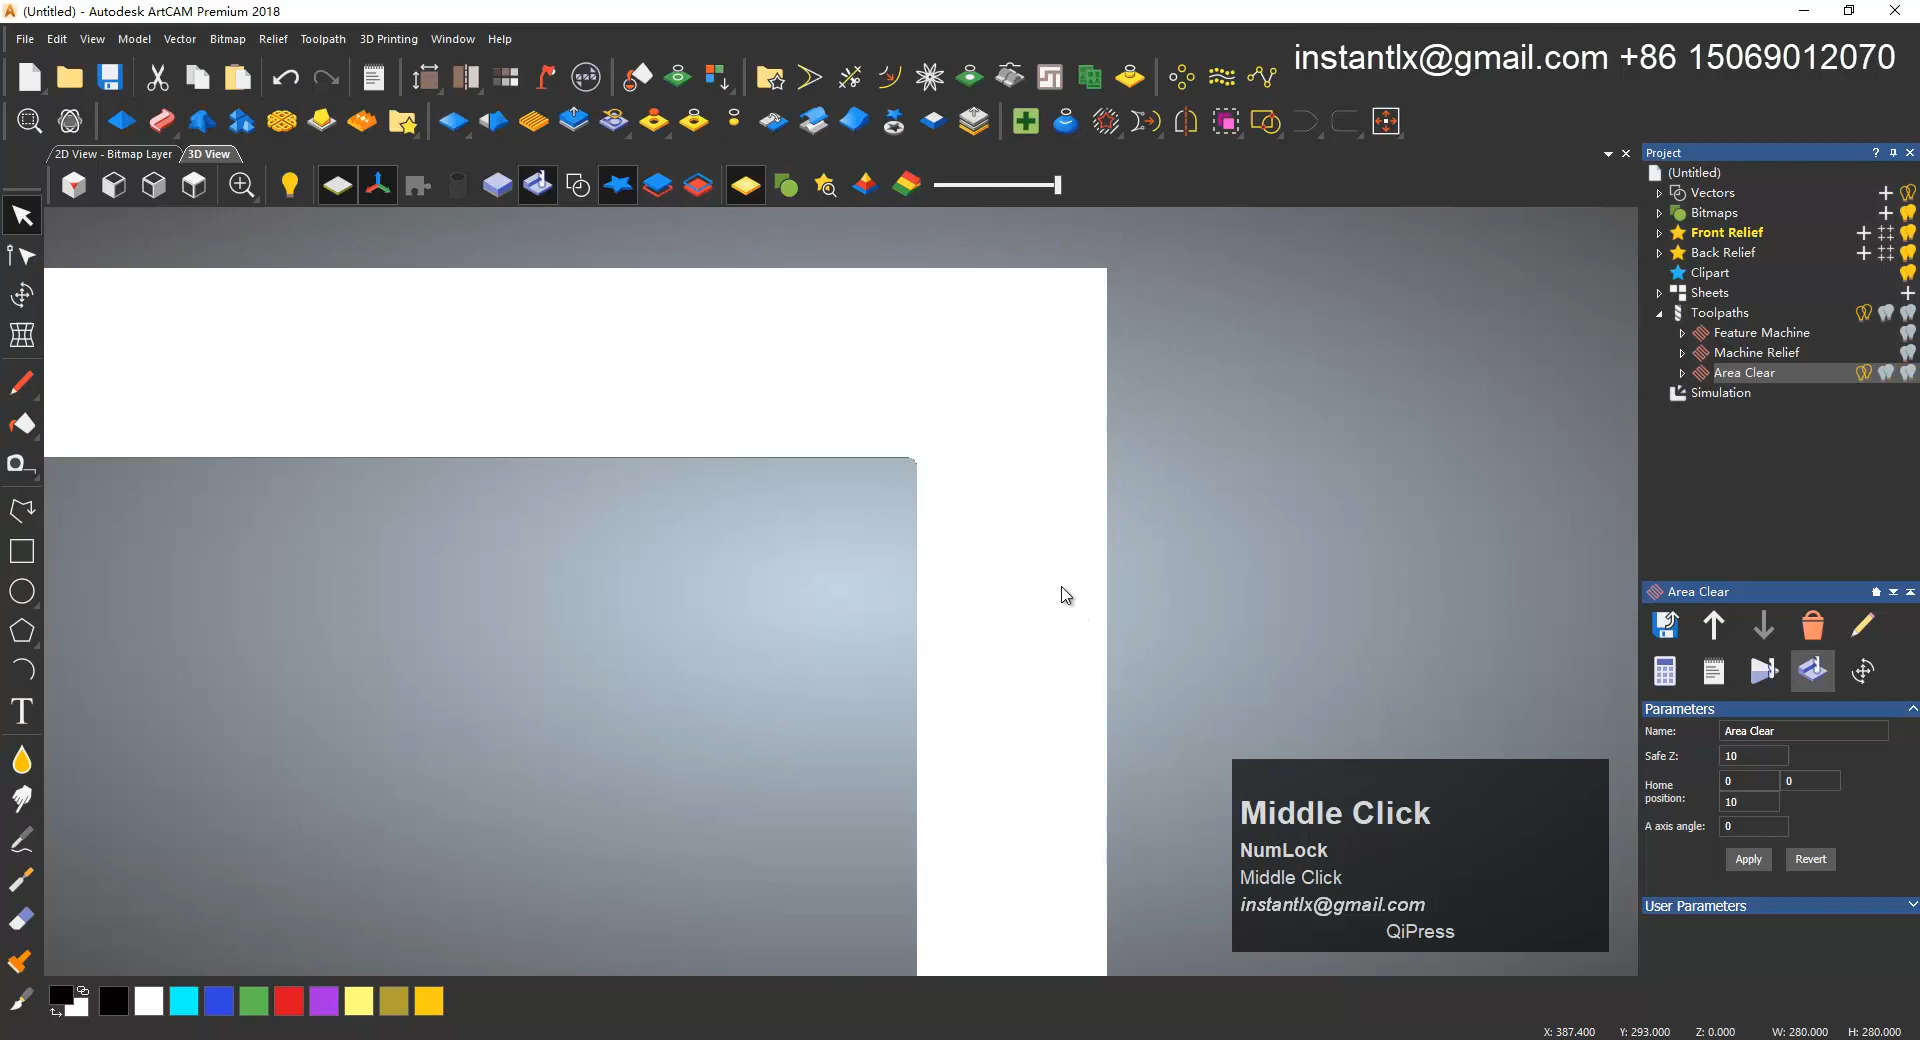 (Untitled) - Autodesk ArtCAM Premium 2018
File Edit View Model Vector Bitmap Relief Toolpath 3D Printing Window Help
instantlx@gmail.com +86 15069012070
2D View - Bitmap Layer 3D View
Project
(Untitled)
Vectors
Bitmaps
Front Relief
Back Relief
Clipart
Sheets
Toolpaths
Feature Machine
Machine Relief
Area Clear
Simulation
Area Clear
Parameters
Name: Area Clear
Safe Z: 10
Home position: 0 0
10
A axis angle: 0
Apply Revert
User Parameters
Middle Click
NumLock
Middle Click
instantlx@gmail.com
QiPress
X: 387.400 Y: 293.000 Z: 0.000 W: 280.000 H: 280.000